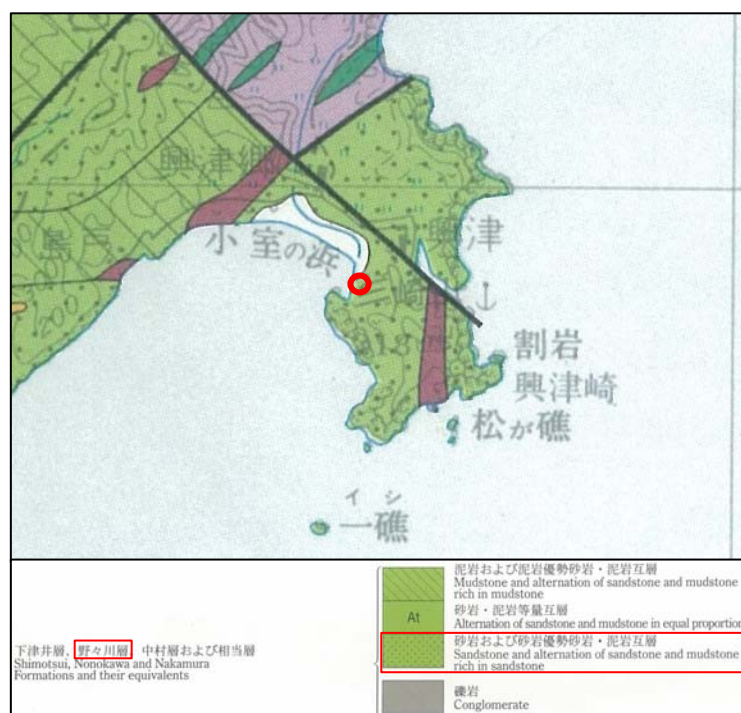 興津郷
島戸
小室の浜
興津
三崎
割岩
興津崎
松が礁
イシ
一礁
200
下津井層、野々川層 中村層および相当層
Shimotsui, Nonokawa and Nakamura
Formations and their equivalents
泥岩および泥岩優勢砂岩・泥岩互層
Mudstone and alternation of sandstone and mudstone
rich in mudstone
At
砂岩・泥岩等量互層
Alternation of sandstone and mudstone in equal proportion
砂岩および砂岩優勢砂岩・泥岩互層
Sandstone and alternation of sandstone and mudstone
rich in sandstone
礫岩
Conglomerate